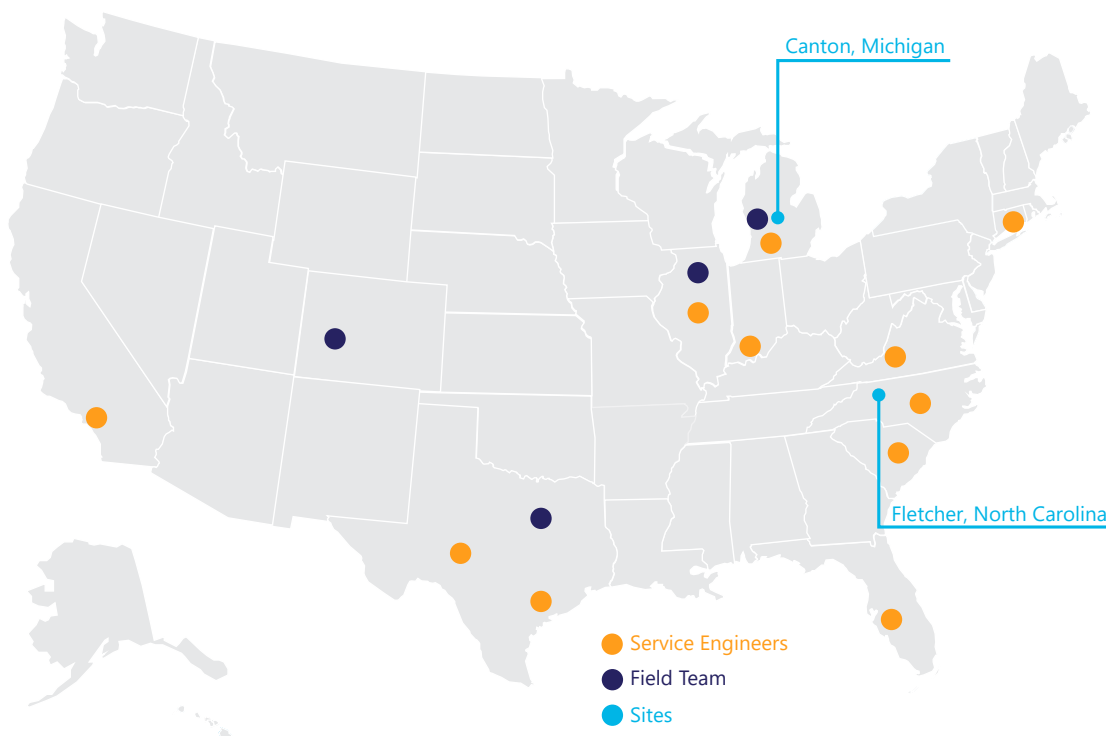 Canton, Michigan
Fletcher, North Carolina
Service Engineers
Field Team
Sites